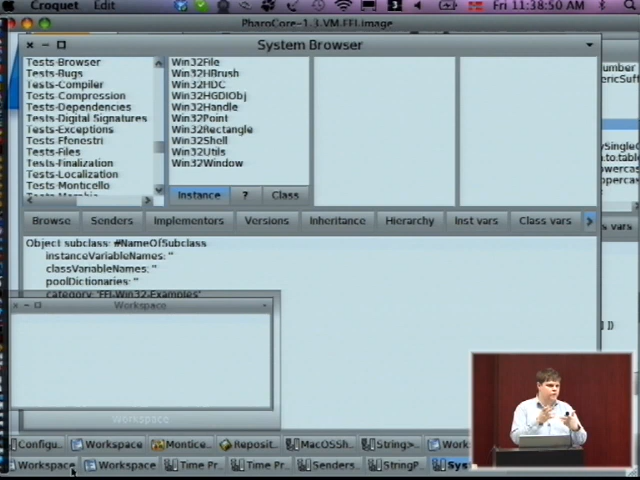 Croquet Edit Fri 11:38:50 AM
PharoCore-1.3.VM.FFI.image
System Browser
Tests-Browser
Tests-Bugs
Tests-Compiler
Tests-Compression
Tests-Dependencies
Tests-Digital Signatures
Tests-Exceptions
Tests-Ffenestri
Tests-Files
Tests-Finalization
Tests-Localization
Tests-Monticello
Win32File
Win32HBrush
Win32HDC
Win32HGDIObj
Win32Handle
Win32Point
Win32Rectangle
Win32Shell
Win32Utils
Win32Window
Instance ? Class
Browse Senders Implementors Versions Inheritance Hierarchy Inst vars Class vars
Object subclass: #NameOfSubclass
instanceVariableNames: ''
classVariableNames: ''
poolDictionaries: ''
category: 'FFI-Win32-Examples'
Workspace
Workspace
Configu... Workspace Montice... Reposit... MacOSSh... String>... Work
Workspace Workspace Time Pr... Time Pr... Senders... StringP... Sys